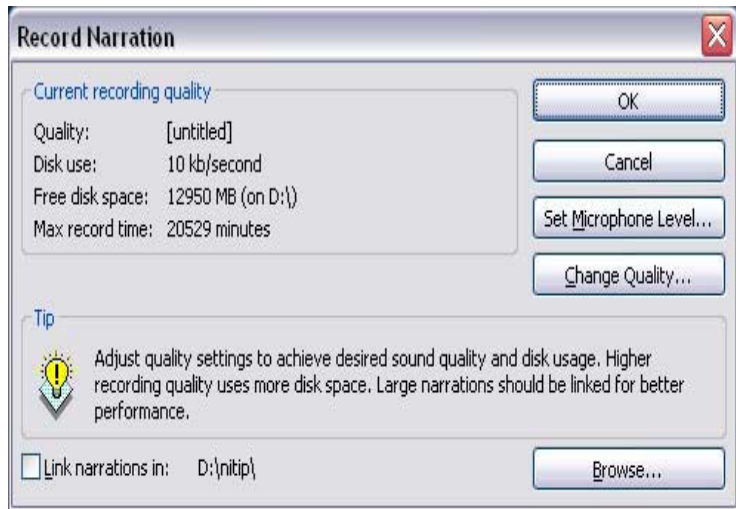 Record Narration
Current recording quality
Quality: [untitled]
Disk use: 10 kb/second
Free disk space: 12950 MB (on D:\)
Max record time: 20529 minutes
OK
Cancel
Set Microphone Level...
Change Quality...
Tip
Adjust quality settings to achieve desired sound quality and disk usage. Higher
recording quality uses more disk space. Large narrations should be linked for better
performance.
Link narrations in: D:\nitip\
Browse...